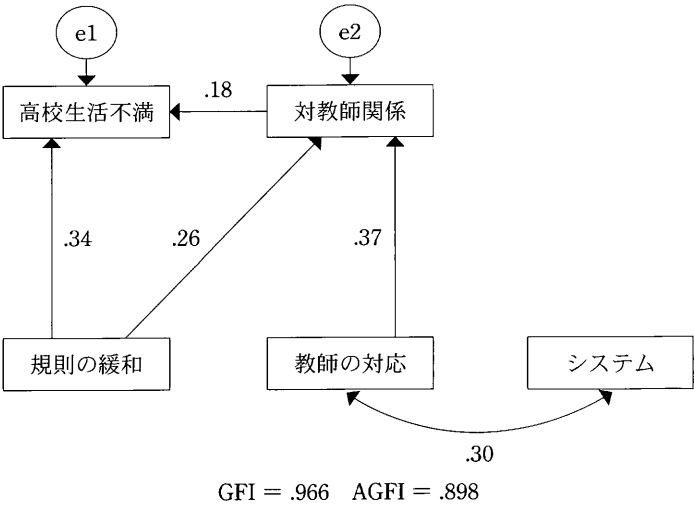 e1
e2
高校生活不満
.18
対教師関係
.34
.26
.37
規則の緩和
教師の対応
システム
.30
GFI = .966 AGFI = .898